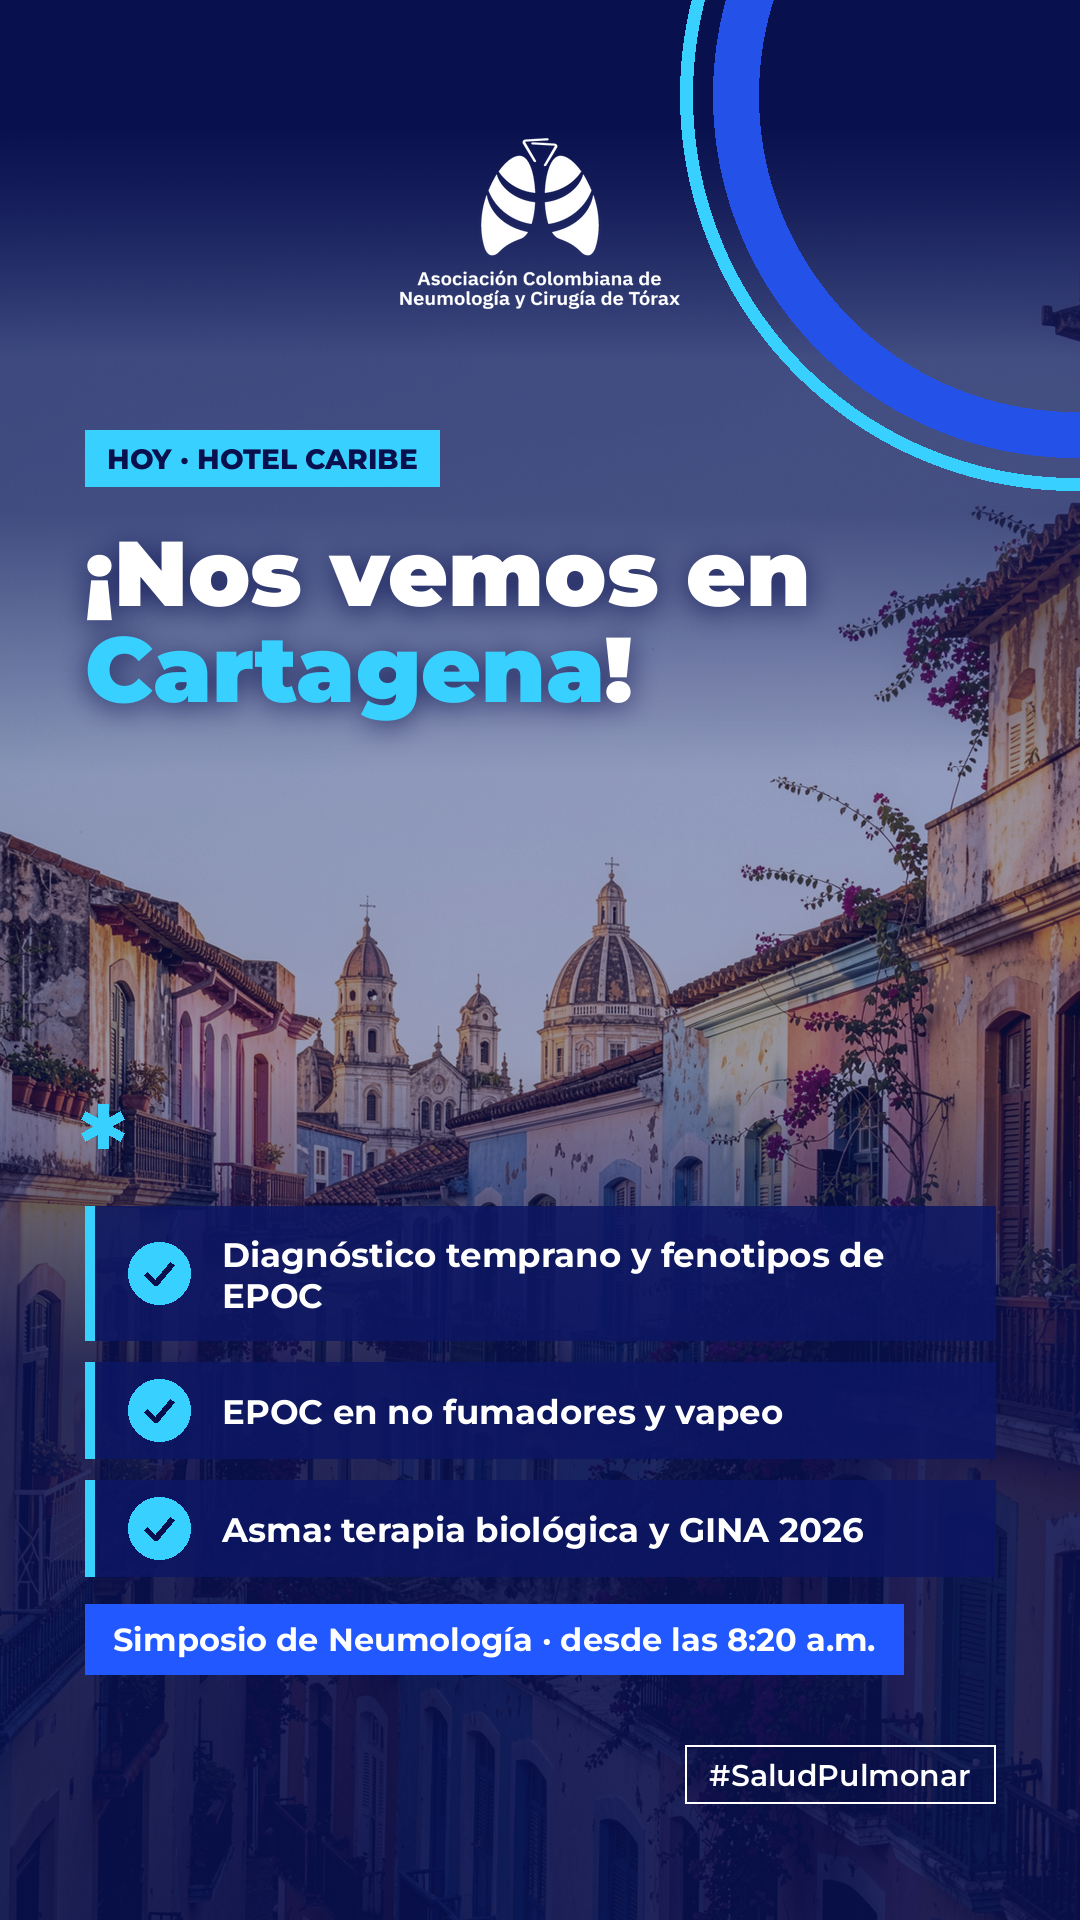 Asociación Colombiana de
Neumología y Cirugía de Tórax
HOY · HOTEL CARIBE
¡Nos vemos en
Cartagena!
Diagnóstico temprano y fenotipos de
EPOC
EPOC en no fumadores y vapeo
Asma: terapia biológica y GINA 2026
Simposio de Neumología · desde las 8:20 a.m.
#SaludPulmonar